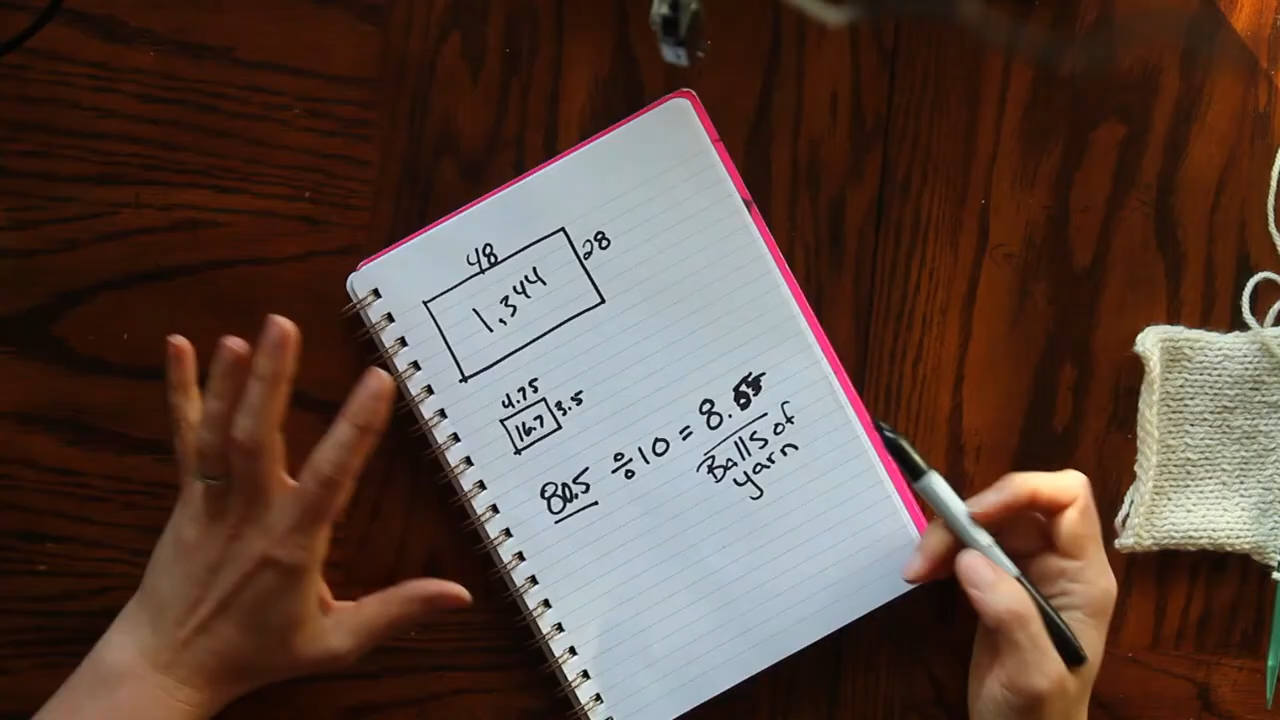 48
28
1,344
4.75
3.5
16.7
80.5 ÷ 10 = 8.
Balls of
yarn